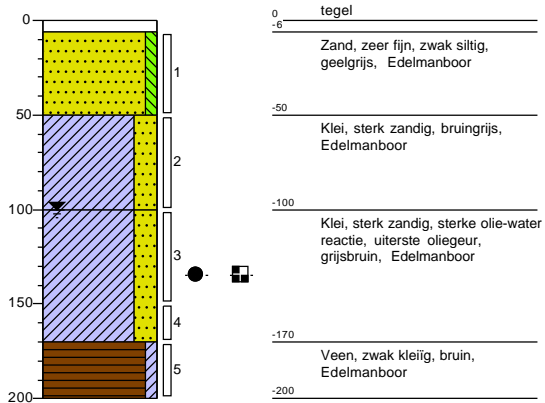 0
50
100
150
200
1
2
3
4
5
0
tegel
-6
Zand, zeer fijn, zwak siltig,
geelgrijs, Edelmanboor
-50
Klei, sterk zandig, bruingrijs,
Edelmanboor
-100
Klei, sterk zandig, sterke olie-water
reactie, uiterste oliegeur,
grijsbruin, Edelmanboor
-170
Veen, zwak kleiïg, bruin,
Edelmanboor
-200